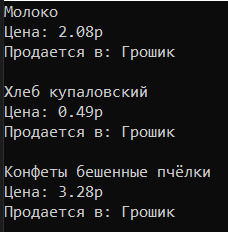 Молоко
Цена: 2.08р
Продается в: Грошик
Хлеб купаловский
Цена: 0.49р
Продается в: Грошик
Конфеты бешенные пчёлки
Цена: 3.28р
Продается в: Грошик